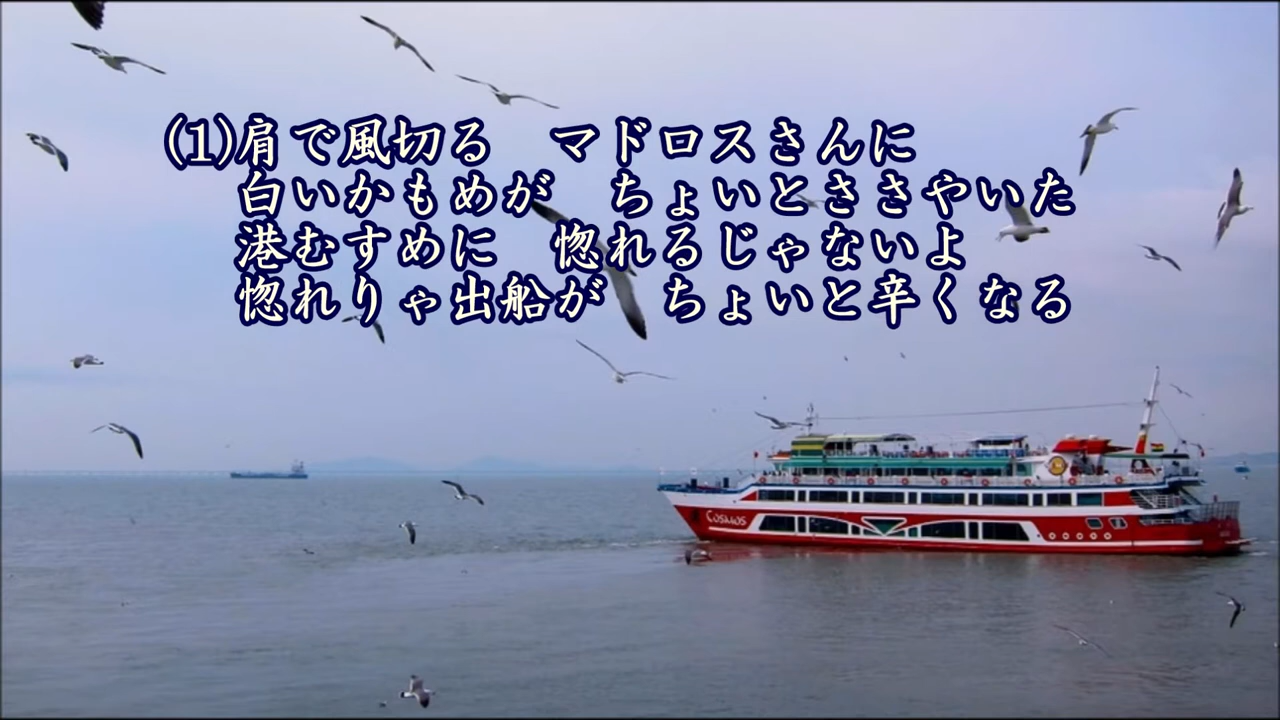 (1)肩で風切る　マドロスさんに
白いかもめが　ちょいとささやいた
港むすめに　惚れるじゃないよ
惚れりゃ出船が　ちょいと辛くなる
COSMOS